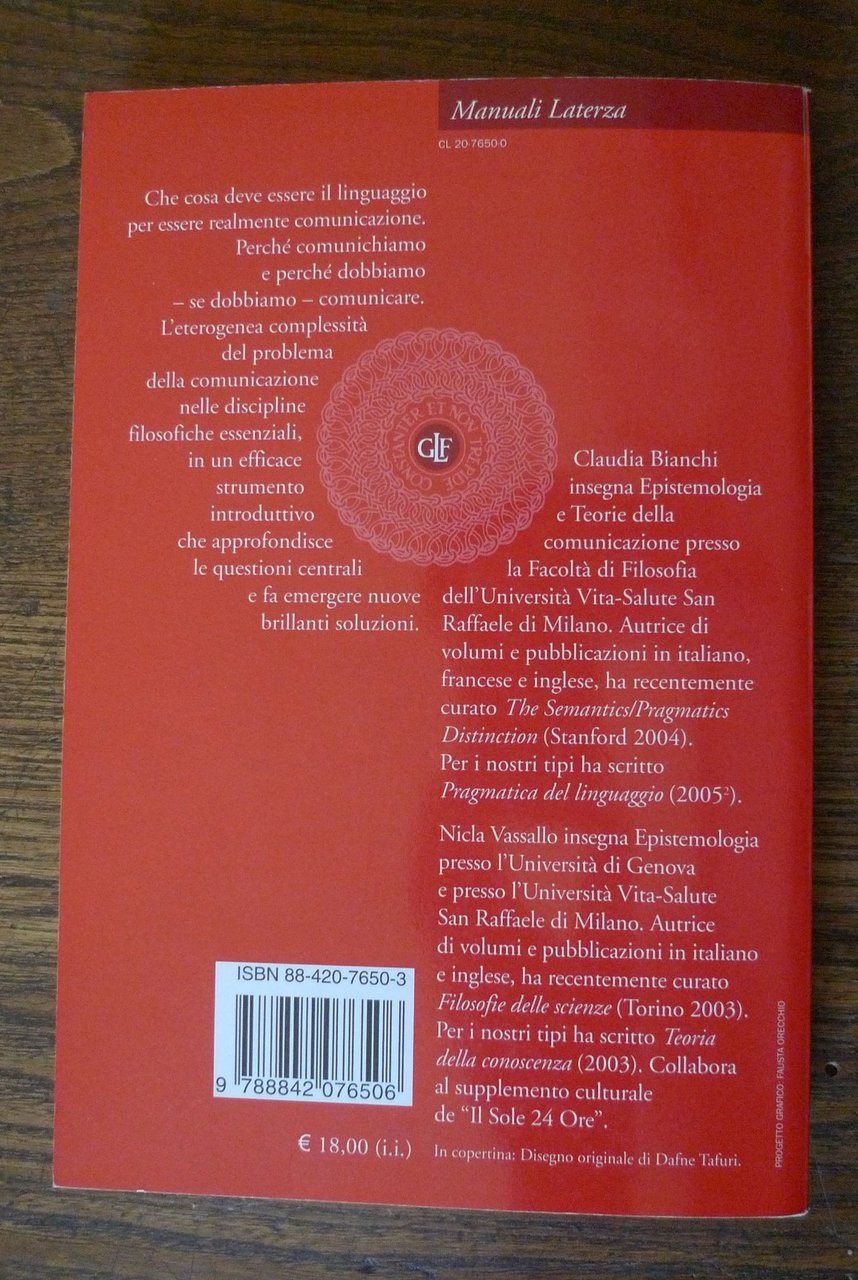 Manuali Laterza
CL 20-7650-0
Che cosa deve essere il linguaggio
per essere realmente comunicazione.
Perché comunichiamo
e perché dobbiamo
– se dobbiamo – comunicare.
L'eterogenea complessità
del problema
della comunicazione
nelle discipline
filosofiche essenziali,
in un efficace
strumento
introduttivo
che approfondisce
le questioni centrali
e fa emergere nuove
brillanti soluzioni.
CONSTANTER ET NON TREPIDE
GLF
Claudia Bianchi
insegna Epistemologia
e Teorie della
comunicazione presso
la Facoltà di Filosofia
dell'Università Vita-Salute San
Raffaele di Milano. Autrice di
volumi e pubblicazioni in italiano,
francese e inglese, ha recentemente
curato The Semantics/Pragmatics
Distinction (Stanford 2004).
Per i nostri tipi ha scritto
Pragmatica del linguaggio (2005²).
Nicla Vassallo insegna Epistemologia
presso l'Università di Genova
e presso l'Università Vita-Salute
San Raffaele di Milano. Autrice
di volumi e pubblicazioni in italiano
e inglese, ha recentemente curato
Filosofie delle scienze (Torino 2003).
Per i nostri tipi ha scritto Teoria
della conoscenza (2003). Collabora
al supplemento culturale
de “Il Sole 24 Ore”.
In copertina: Disegno originale di Dafne Tafuri.
PROGETTO GRAFICO: FAUSTA ORECCHIO
ISBN 88-420-7650-3
9 788842 076506
€ 18,00 (i.i.)